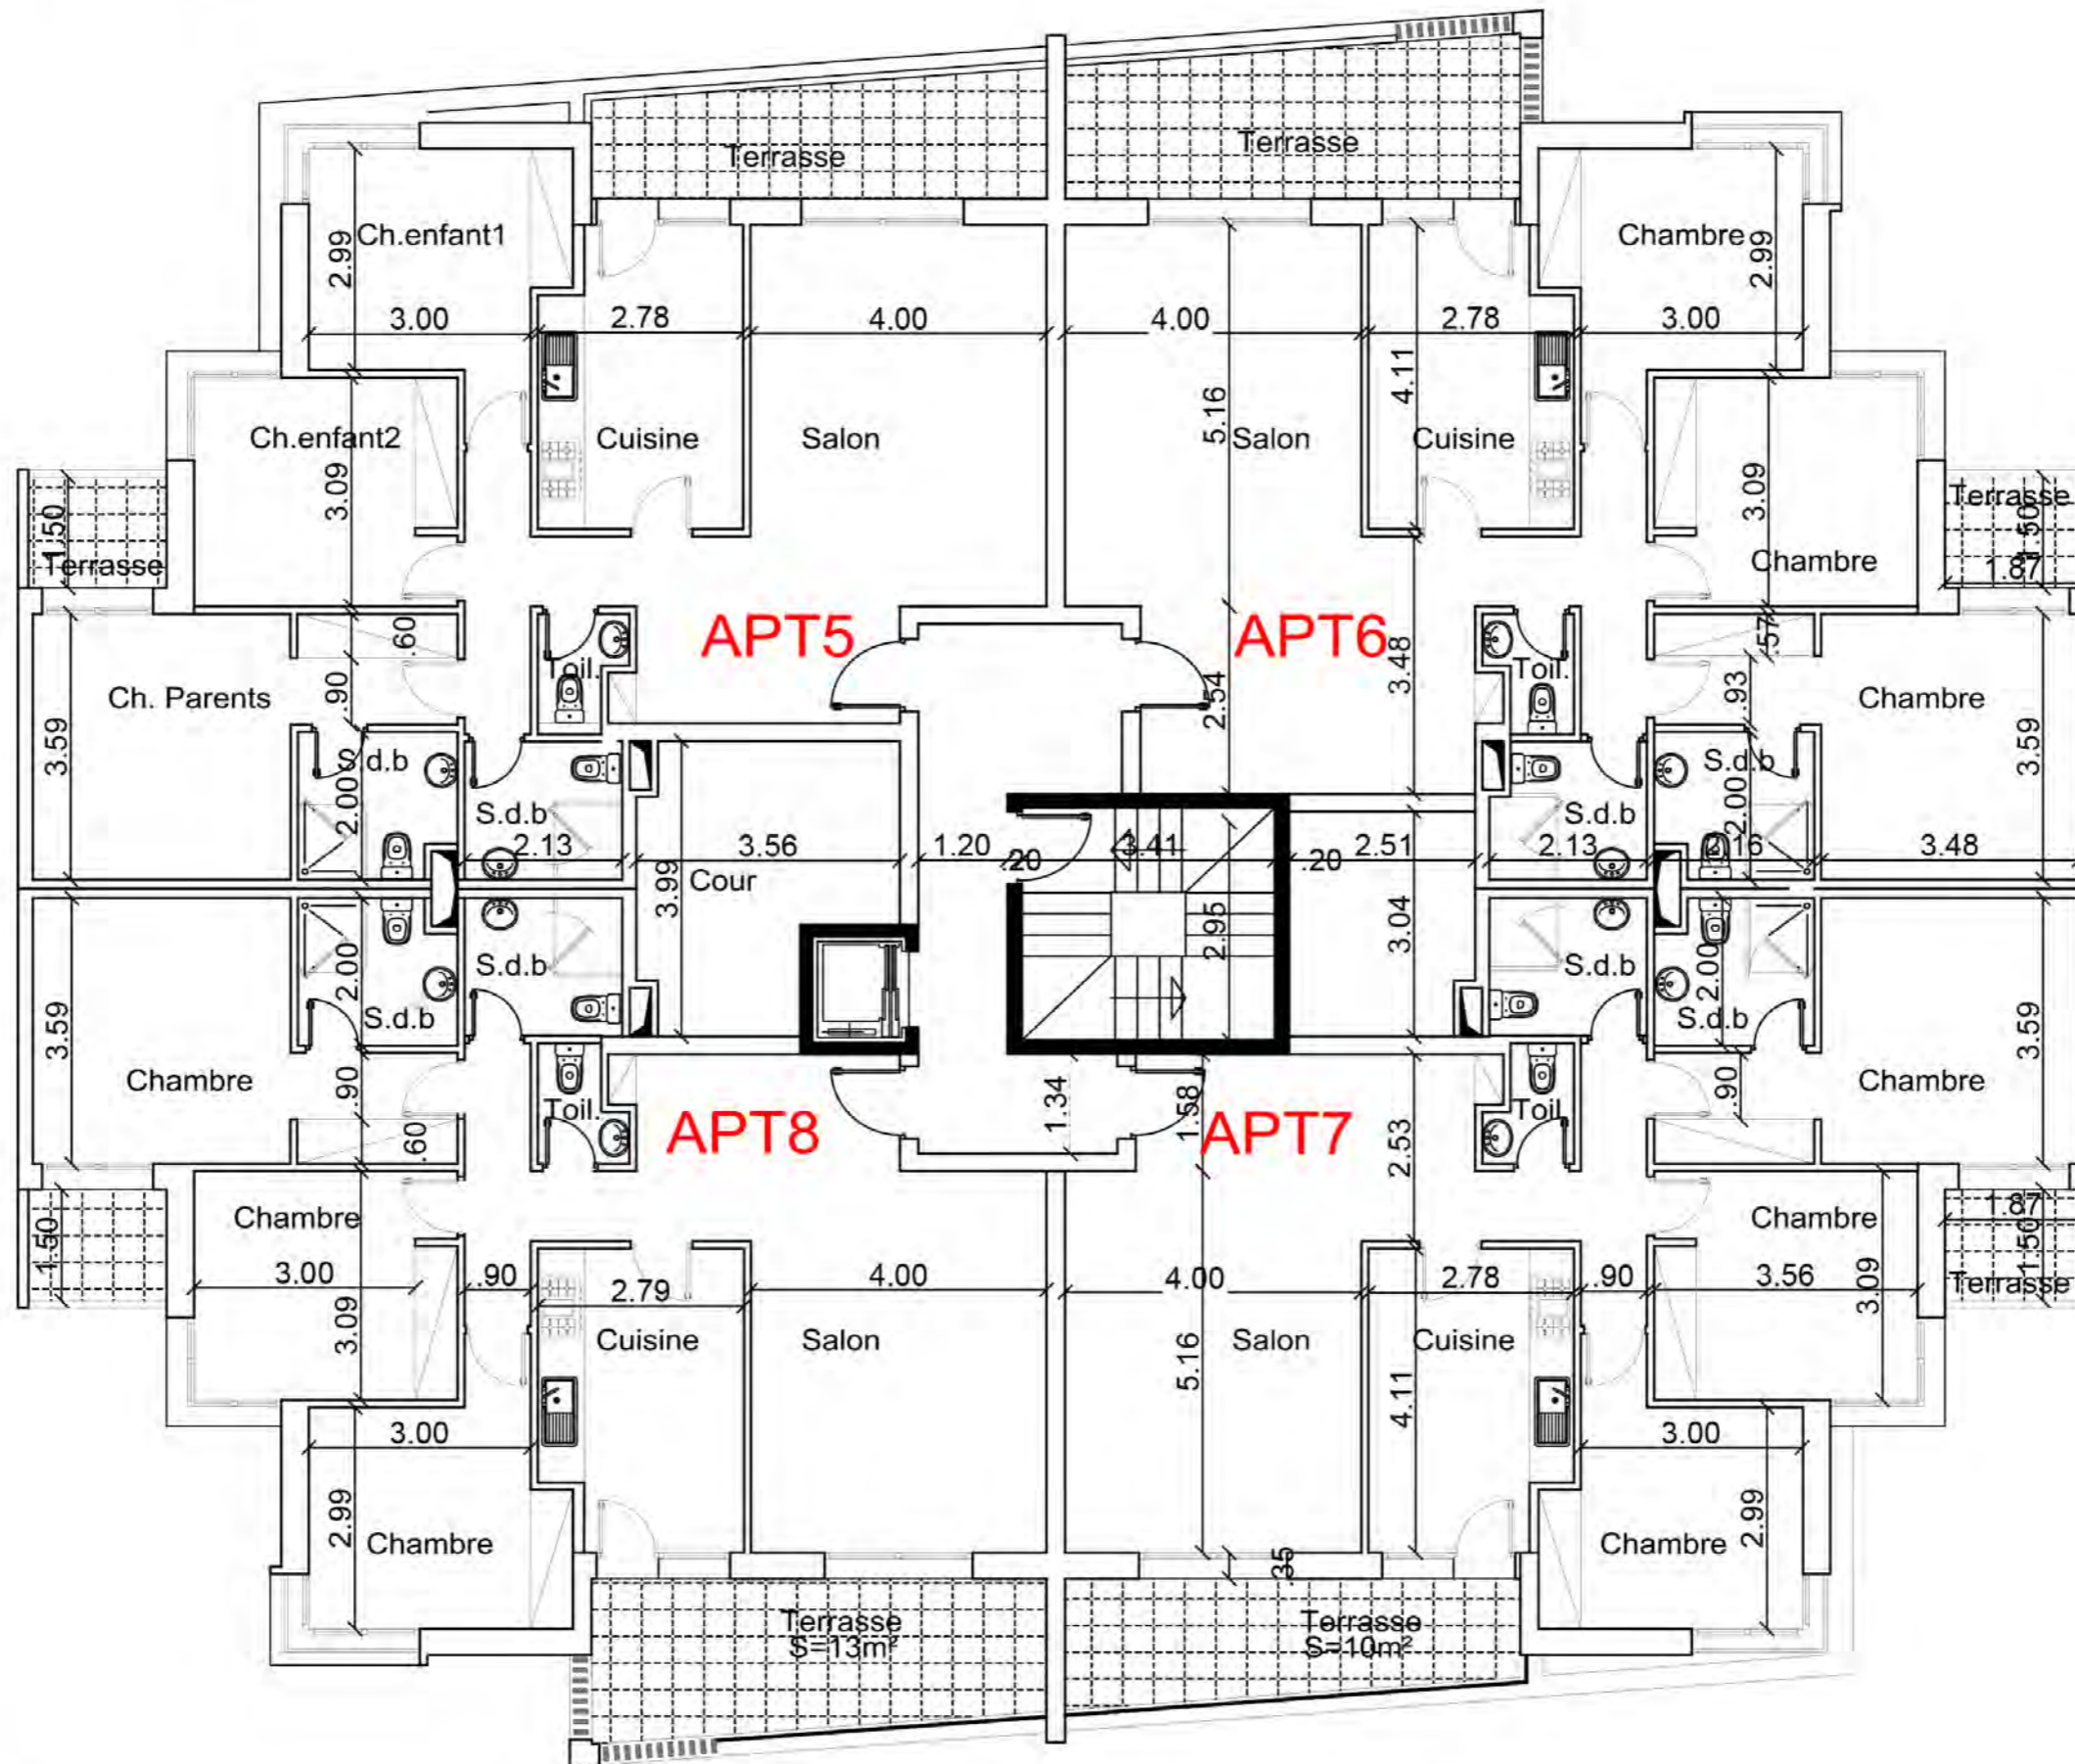 Terrasse
Terrasse
Ch.enfant1
2.99
Chambre
2.99
3.00
2.78
4.00
4.00
2.78
3.00
4.11
5.16
Ch.enfant2
3.09
Cuisine
Salon
Salon
Cuisine
3.09
Chambre
1.50
Terrasse
Terrasse
1.50
1.87
APT5
APT6
.60
.90
Toil.
Toil.
.57
.93
2.54
3.48
Ch. Parents
3.59
Chambre
3.59
S.d.b
2.00
S.d.b
2.13
3.56
1.20
.20
3.41
.20
2.51
S.d.b
2.13
S.d.b
2.00
2.16
3.48
Cour
3.99
2.95
3.04
S.d.b
2.00
S.d.b
S.d.b
2.00
S.d.b
3.59
3.59
Chambre
.90
.60
Toil.
APT8
1.34
1.58
APT7
2.53
Toil.
.90
Chambre
1.50
Chambre
3.00
3.09
.90
2.79
4.00
4.00
2.78
.90
3.56
Chambre
3.09
1.87
1.50
Terrasse
Cuisine
Salon
5.16
Salon
4.11
Cuisine
3.00
3.00
2.99
Chambre
Chambre
2.99
.35
Terrasse
S=13m²
Terrasse
S=10m²